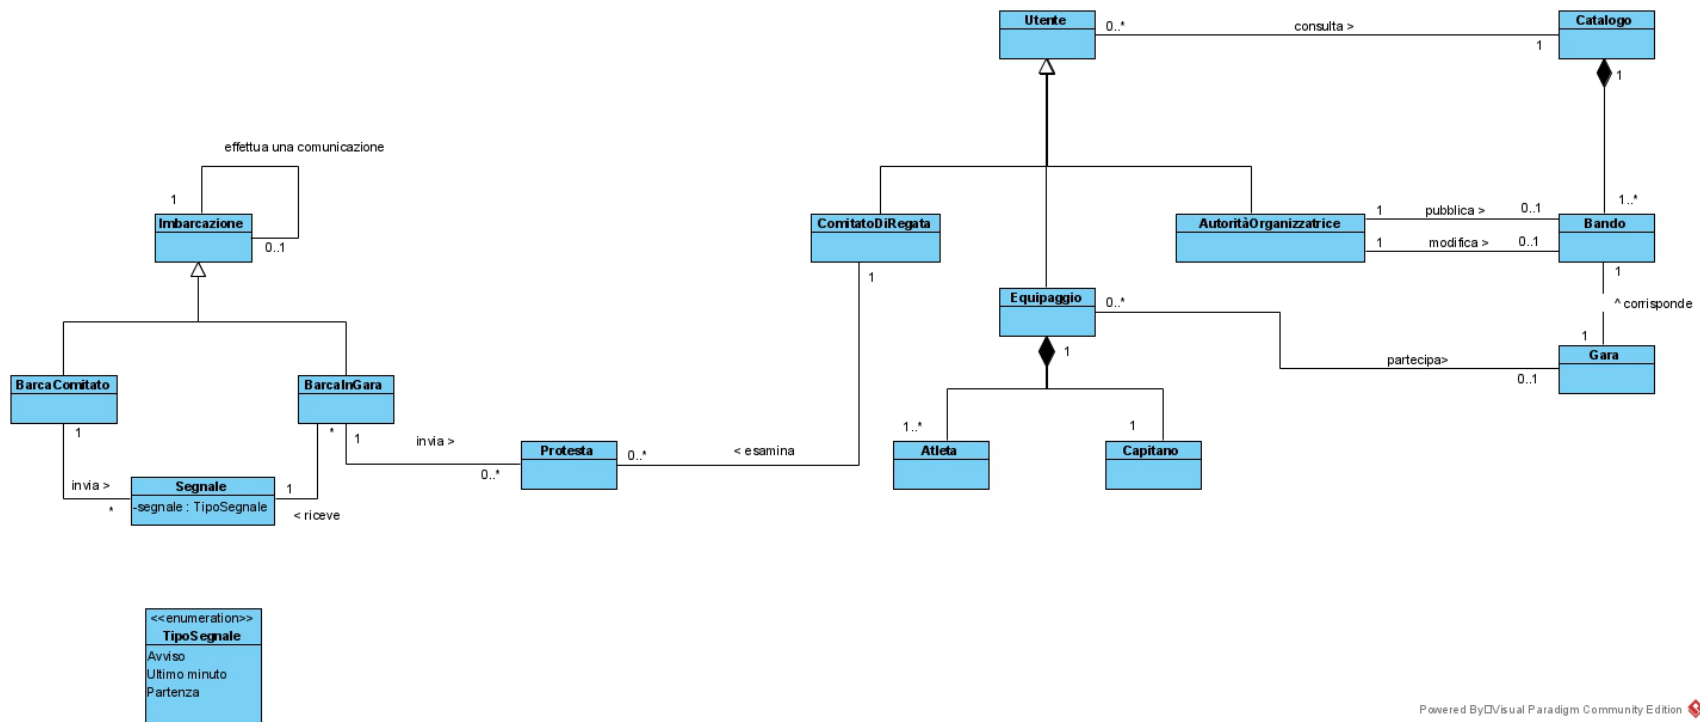 Utente
0..*
consulta >
1
Catalogo
1
effettua una comunicazione
1
Imbarcazione
0..1
ComitatoDiRegata
1
AutoritàOrganizzatrice
1
pubblica >
0..1
1
modifica >
0..1
1..*
Bando
1
^ corrisponde
1
Gara
Equipaggio
0..*
partecipa>
0..1
1
1..*
Atleta
1
Capitano
BarcaComitato
1
BarcaInGara
*
1
invia >
0..*
Protesta
0..*
< esamina
invia >
*
Segnale
-segnale : TipoSegnale
1
< riceve
<<enumeration>>
TipoSegnale
Avviso
Ultimo minuto
Partenza
Powered By□Visual Paradigm Community Edition